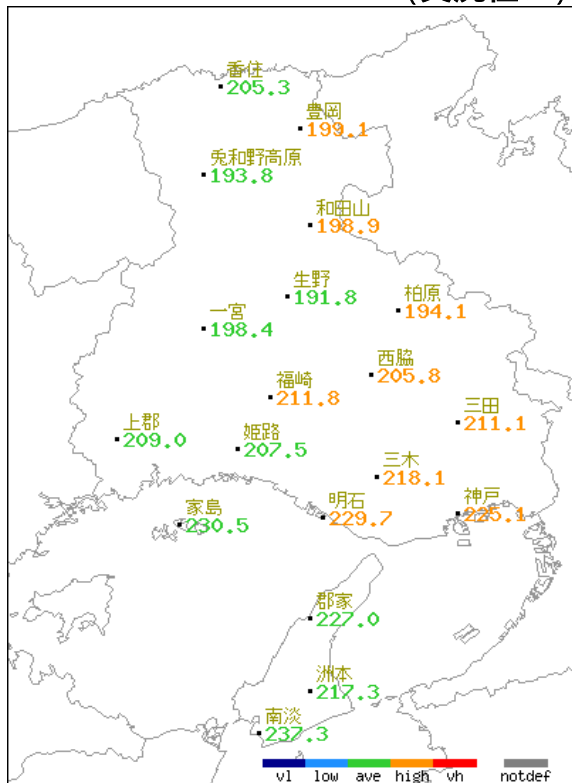 香住
205.3
豊岡
199.1
兎和野高原
193.8
和田山
198.9
生野
191.8
柏原
194.1
一宮
198.4
西脇
205.8
福崎
211.8
三田
211.1
上郡
209.0
姫路
207.5
三木
218.1
家島
230.5
明石
229.7
神戸
225.1
郡家
227.0
洲本
217.3
南淡
237.3
vl low ave high vh notdef